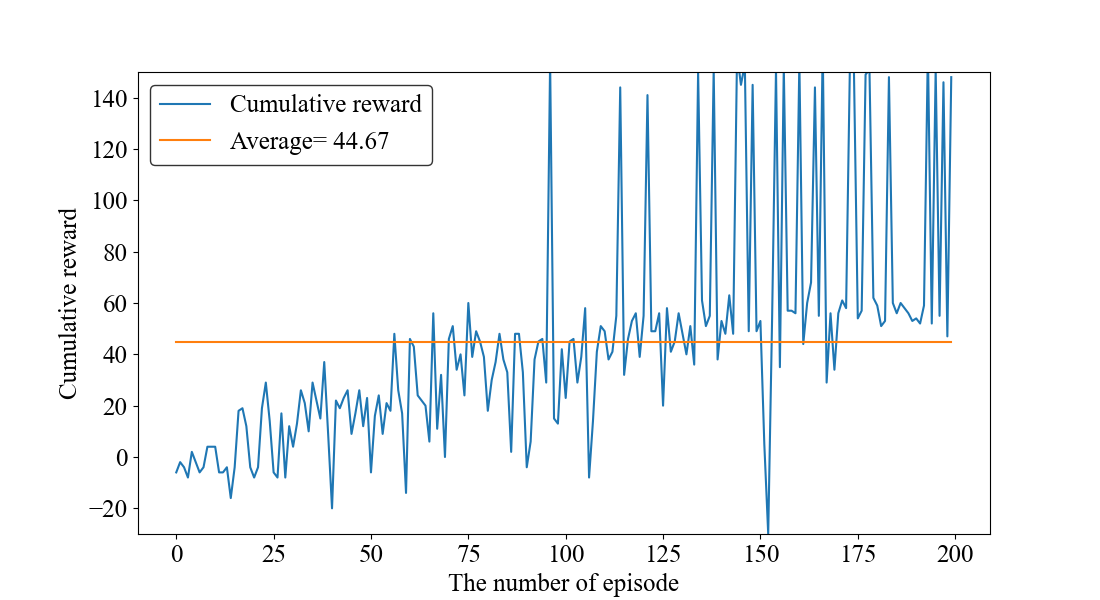 Cumulative reward
Average= 44.67
140
120
100
80
60
40
20
0
−20
Cumulative reward
0 25 50 75 100 125 150 175 200
The number of episode